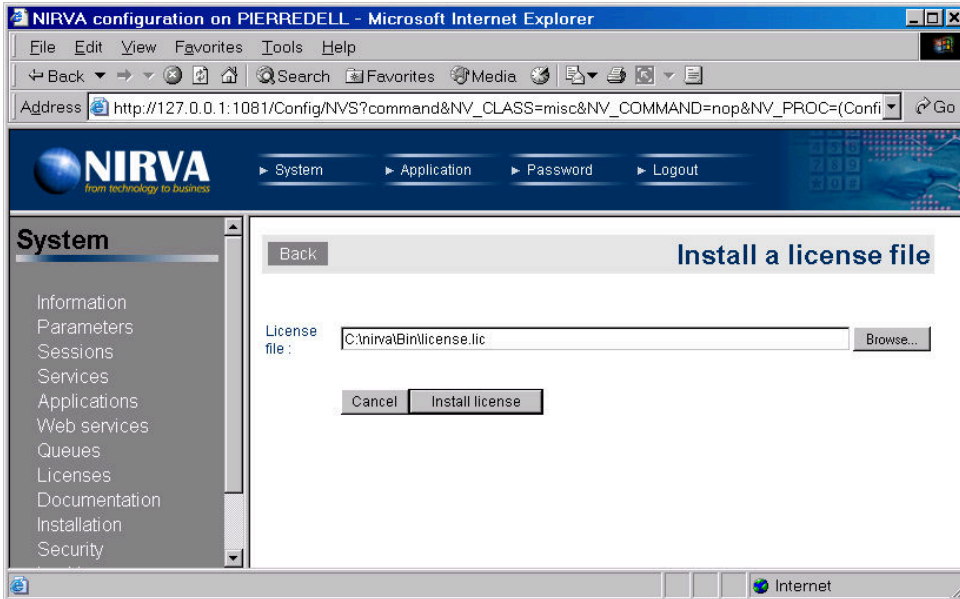 NIRVA configuration on PIERREDELL - Microsoft Internet Explorer
File Edit View Favorites Tools Help
Back Search Favorites Media
Address http://127.0.0.1:1081/Config/NVS?command&NV_CLASS=misc&NV_COMMAND=nop&NV_PROC=(Confi Go
NIRVA
from technology to business
System Application Password Logout
System
Back Install a license file
Information
Parameters
Sessions
Services
Applications
Web services
Queues
Licenses
Documentation
Installation
Security
License
file :
C:\nirva\Bin\license.lic
Browse...
Cancel Install license
Internet